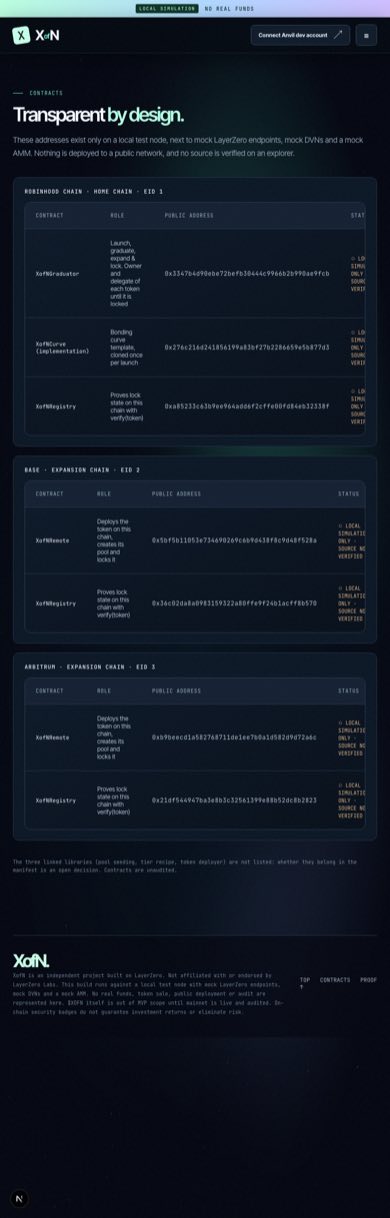 LOCAL SIMULATION NO REAL FUNDS
X XofN
Connect Anvil dev account
CONTRACTS
Transparent by design.
These addresses exist only on a local test node, next to mock LayerZero endpoints, mock DVNs and a mock
AMM. Nothing is deployed to a public network, and no source is verified on an explorer.
ROBINHOOD CHAIN · HOME CHAIN · EID 1
CONTRACT ROLE PUBLIC ADDRESS STAT
XofNGraduator
Launch,
graduate,
expand &
lock. Owner
and
delegate of
each token
until it is
locked
0x3347b4d90ebe72befb30444c9966b2b990ae9fcb
XofNCurve
(implementation)
Bonding
curve
template,
cloned once
per launch
0x276c216d241856199a83bf27b2286659e5b877d3
XofNRegistry
Proves lock
state on this
chain with
verify(token)
0xa85233c63b9ee964add6f2cffe00fd84eb32338f
BASE · EXPANSION CHAIN · EID 2
CONTRACT ROLE PUBLIC ADDRESS STATUS
XofNRemote
Deploys the
token on this
chain,
creates its
pool and
locks it
0x5bf5b11053e734690269c6b9d438f8c9d48f528a
LOCAL
SIMULATIO
ONLY ·
SOURCE NO
VERIFIED
XofNRegistry
Proves lock
state on this
chain with
verify(token)
0x36c02da8a0983159322a80ffe9f24b1acff8b570
LOCAL
SIMULATIO
ONLY ·
SOURCE NO
VERIFIED
ARBITRUM · EXPANSION CHAIN · EID 3
CONTRACT ROLE PUBLIC ADDRESS STATUS
XofNRemote
Deploys the
token on this
chain,
creates its
pool and
locks it
0xb9beecd1a582768711de1ee7b0a1d582d9d72a6c
LOCAL
SIMULATIO
ONLY ·
SOURCE NO
VERIFIED
XofNRegistry
Proves lock
state on this
chain with
verify(token)
0x21df544947ba3e8b3c32561399e88b52dc8b2823
LOCAL
SIMULATIO
ONLY ·
SOURCE NO
VERIFIED
The three linked libraries (pool seeding, tier recipe, token deployer) are not listed: whether they belong in the
manifest is an open decision. Contracts are unaudited.
XofN.
XofN is an independent project built on LayerZero. Not affiliated with or endorsed by
LayerZero Labs. This build runs against a local test node with mock LayerZero endpoints,
mock DVNs and mock AMM. No real funds, token sale, public deployment or audit are
represented here. $XOFN itself is out of MVP scope until mainnet is live and audited. On-
chain security badges do not guarantee investment returns or eliminate risk.
TOP ↑ CONTRACTS PROOF
N